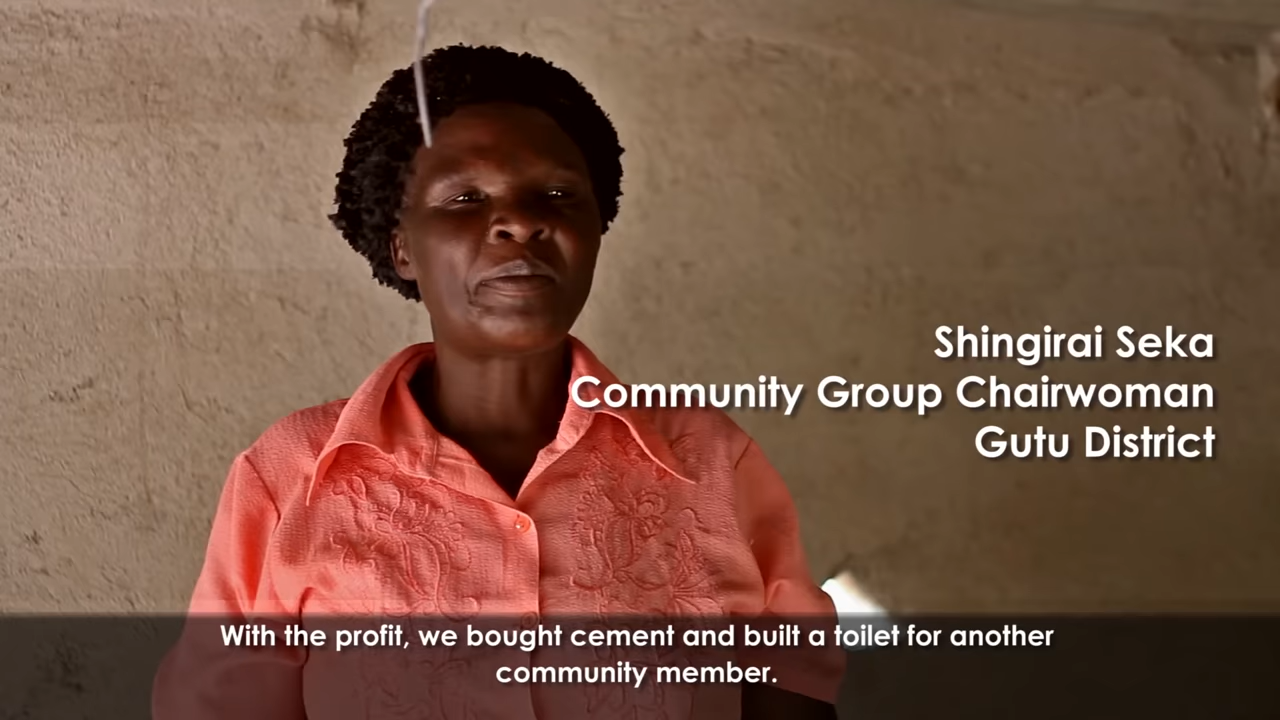 Shingirai Seka
Community Group Chairwoman
Gutu District
With the profit, we bought cement and built a toilet for another
community member.